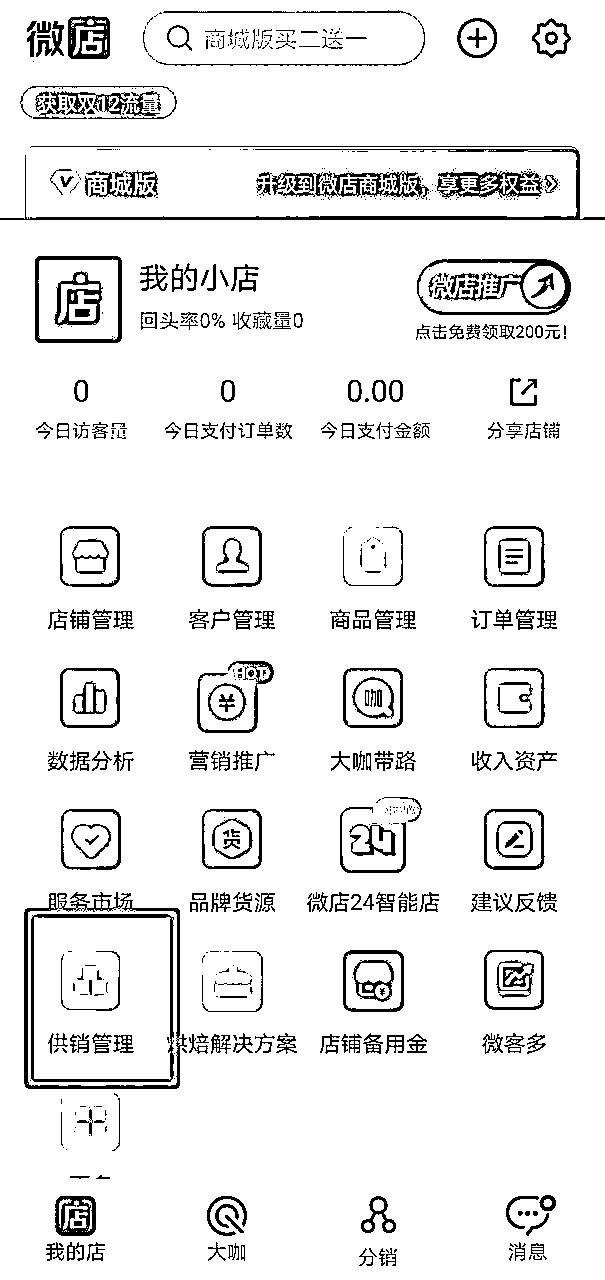 微店 商城版买二送一
获取双12流量
商城版 升级到微店商城版，享更多权益
我的小店 微店推广
回头率0% 收藏量0 点击免费领取200元!
0 0 0.00
今日访客量 今日支付订单数 今日支付金额 分享店铺
店铺管理 客户管理 商品管理 订单管理
HOT
数据分析 营销推广 大咖带路 收入资产
服务市场 品牌货源 微店24智能店 建议反馈
供销管理 烘焙解决方案 店铺备用金 微客多
我的店 大咖 分销 消息